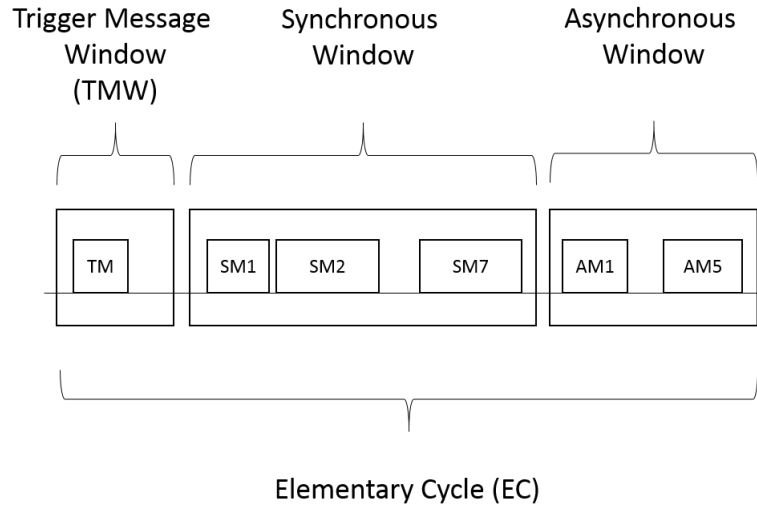 Trigger Message
Window
(TMW)
Synchronous
Window
Asynchronous
Window
TM
SM1
SM2
SM7
AM1
AM5
Elementary Cycle (EC)